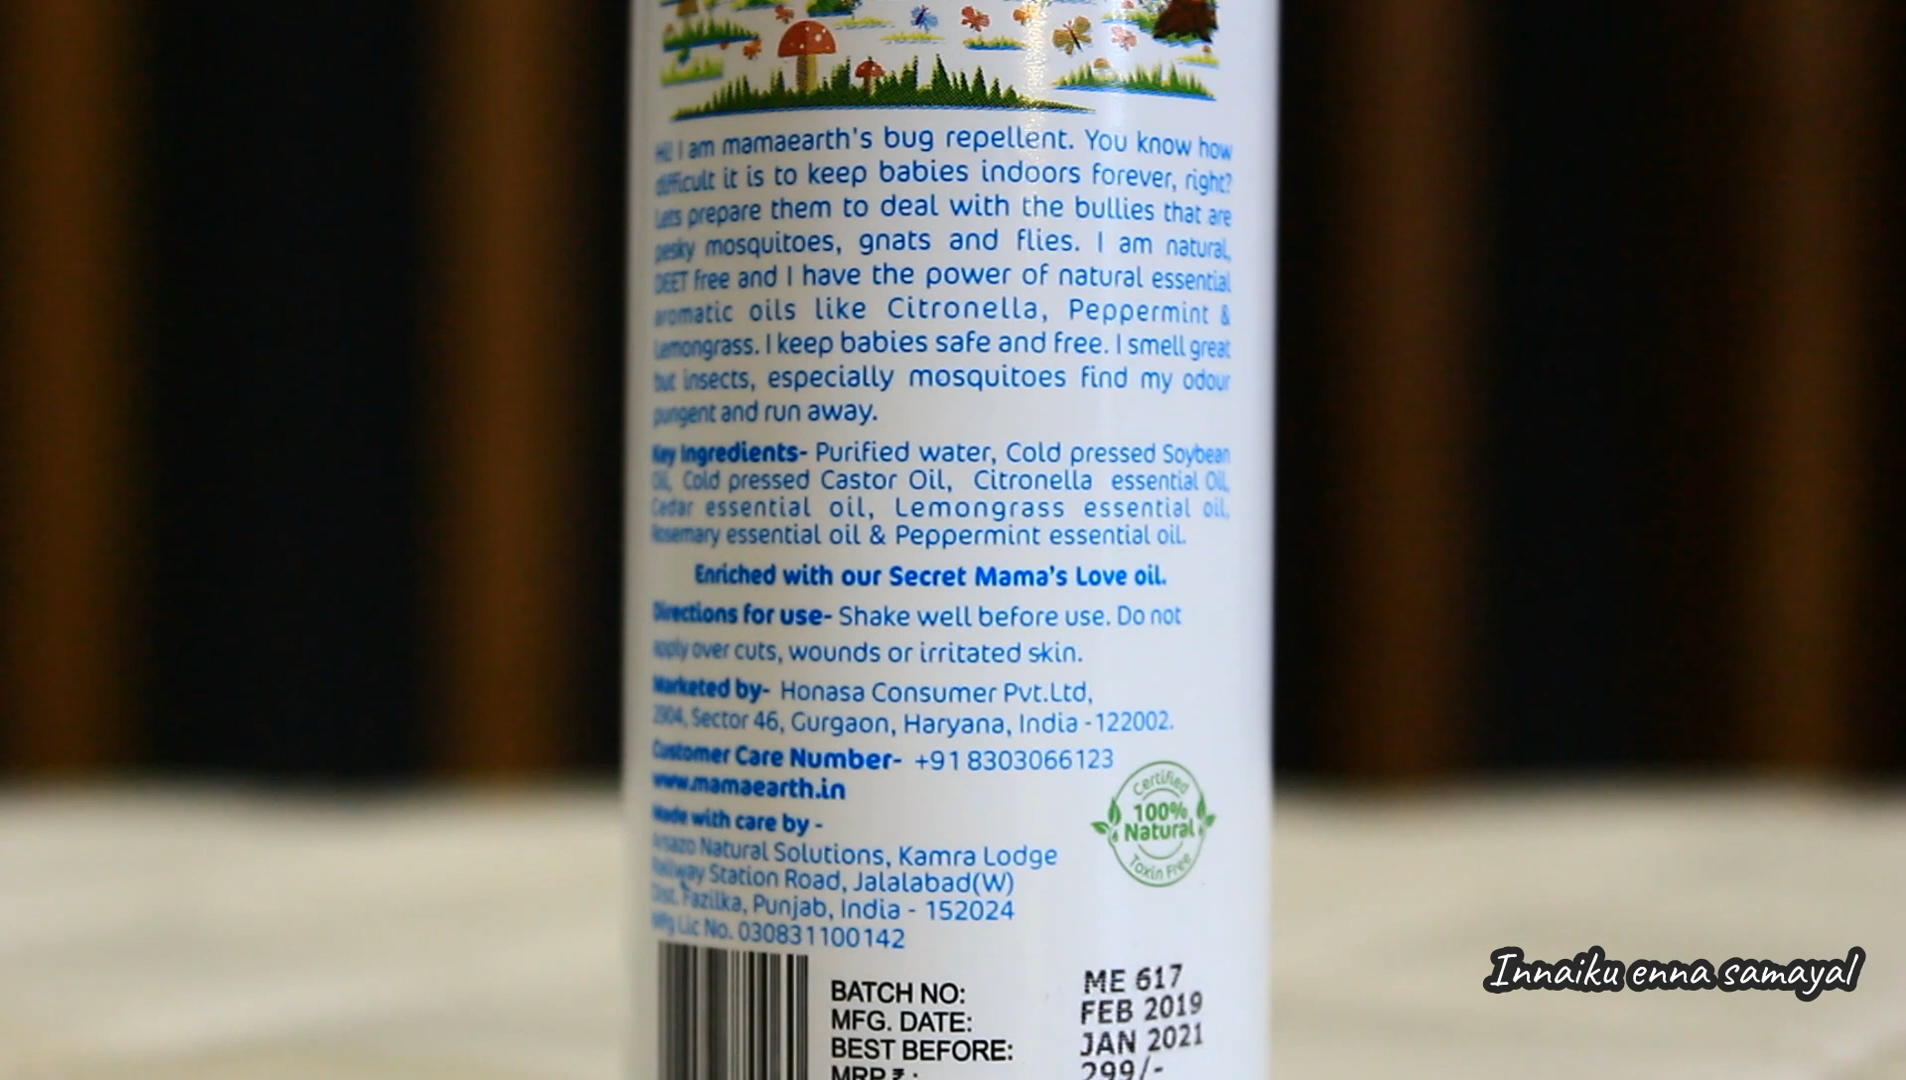 Hi! I am mamaearth's bug repellent. You know how
difficult it is to keep babies indoors forever, right?
Lets prepare them to deal with the bullies that are
pesky mosquitoes, gnats and flies. I am natural,
DEET free and I have the power of natural essential
aromatic oils like Citronella, Peppermint &
Lemongrass. I keep babies safe and free. I smell great
but insects, especially mosquitoes find my odour
pungent and run away.
Key Ingredients- Purified water, Cold pressed Soybean
Oil, Cold pressed Castor Oil, Citronella essential Oil,
Cedar essential oil, Lemongrass essential oil,
Rosemary essential oil & Peppermint essential oil.
Enriched with our Secret Mama's Love oil.
Directions for use- Shake well before use. Do not
apply over cuts, wounds or irritated skin.
Marketed by- Honasa Consumer Pvt.Ltd,
2904, Sector 46, Gurgaon, Haryana, India -122002.
Customer Care Number- +91 8303066123
www.mamaearth.in
Made with care by -
Natural Solutions, Kamra Lodge
Railway Station Road, Jalalabad(W)
Dist. Fazilka, Punjab, India - 152024
Mfg Lic No. 030831100142
Certified
100%
Natural
Toxin Free
BATCH NO: ME 617
MFG. DATE: FEB 2019
BEST BEFORE: JAN 2021
MRP ₹ : 299/-
Innaiku enna samayal